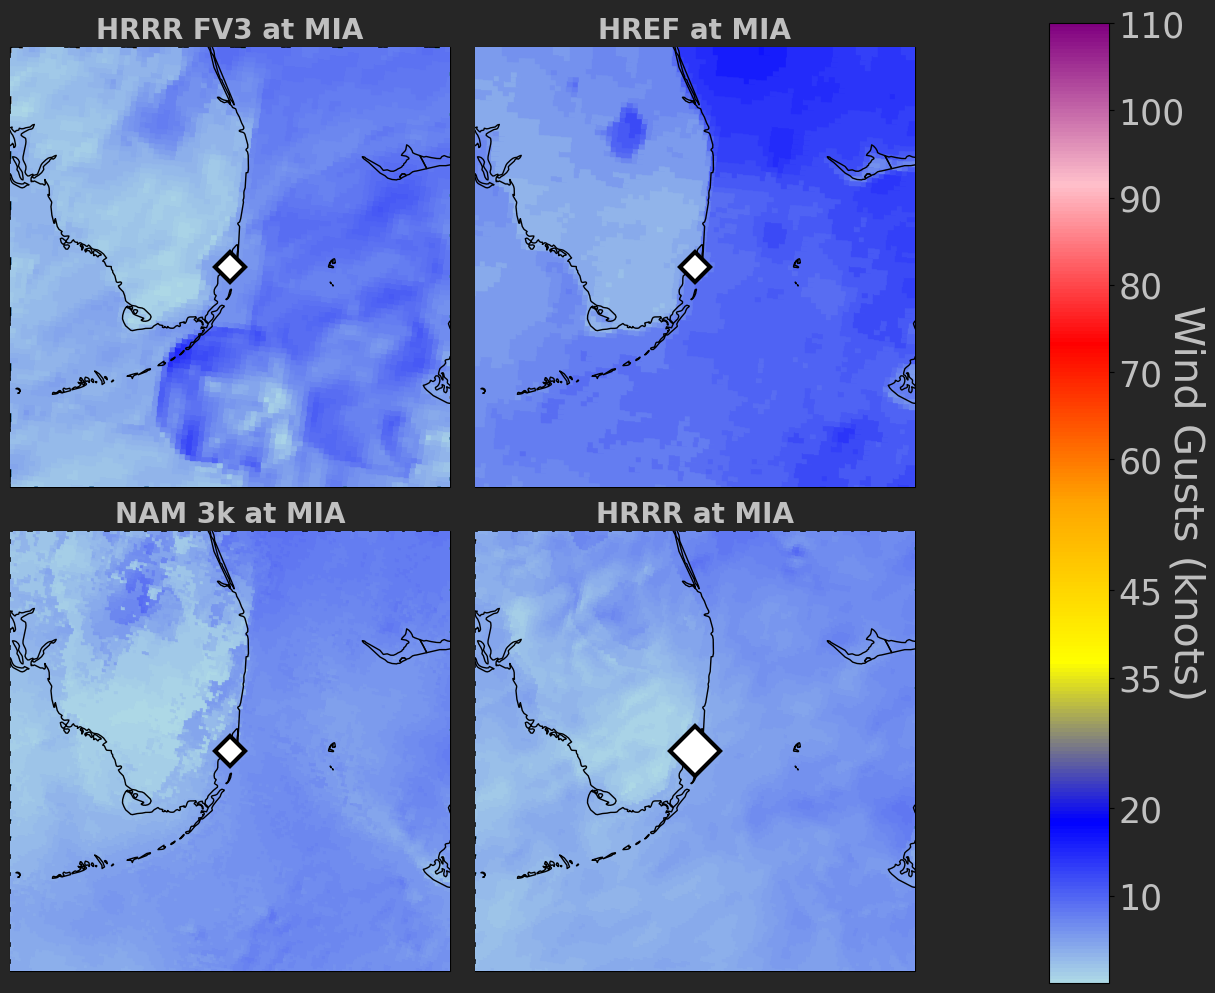 HRRR FV3 at MIA
HREF at MIA
NAM 3k at MIA
HRRR at MIA
110
100
90
80
70
60
45
35
20
10
Wind Gusts (knots)